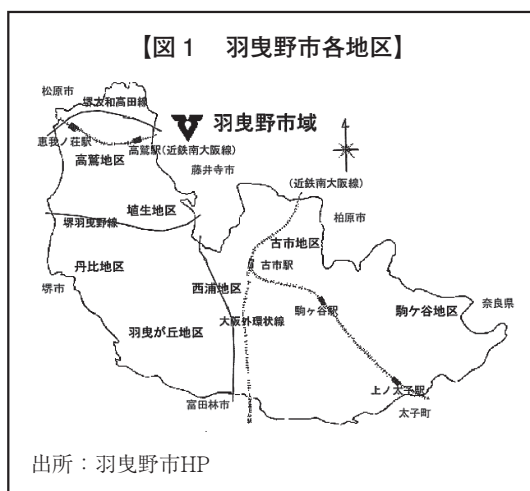 【図1 羽曳野市各地区】
松原市
堺大和高田線
羽曳野市域
恵我ノ荘駅
高鷲駅(近鉄南大阪線)
高鷲地区
藤井寺市
(近鉄南大阪線)
柏原市
埴生地区
堺羽曳野線
古市地区
古市駅
丹比地区
西浦地区
堺市
駒ヶ谷駅
駒ケ谷地区
奈良県
大阪外環状線
羽曳が丘地区
上ノ太子駅
富田林市
太子町
出所：羽曳野市HP